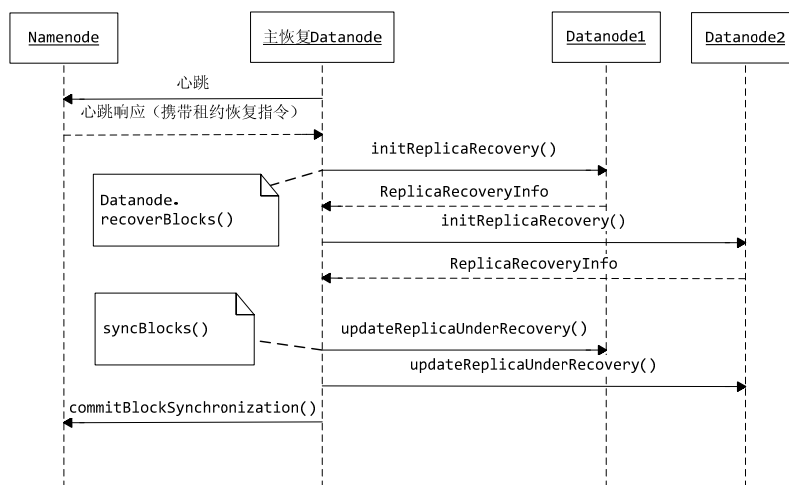 Namenode
主恢复Datanode
Datanode1
Datanode2
心跳
心跳响应（携带租约恢复指令）
initReplicaRecovery()
Datanode.
recoverBlocks()
ReplicaRecoveryInfo
initReplicaRecovery()
ReplicaRecoveryInfo
syncBlocks()
updateReplicaUnderRecovery()
updateReplicaUnderRecovery()
commitBlockSynchronization()